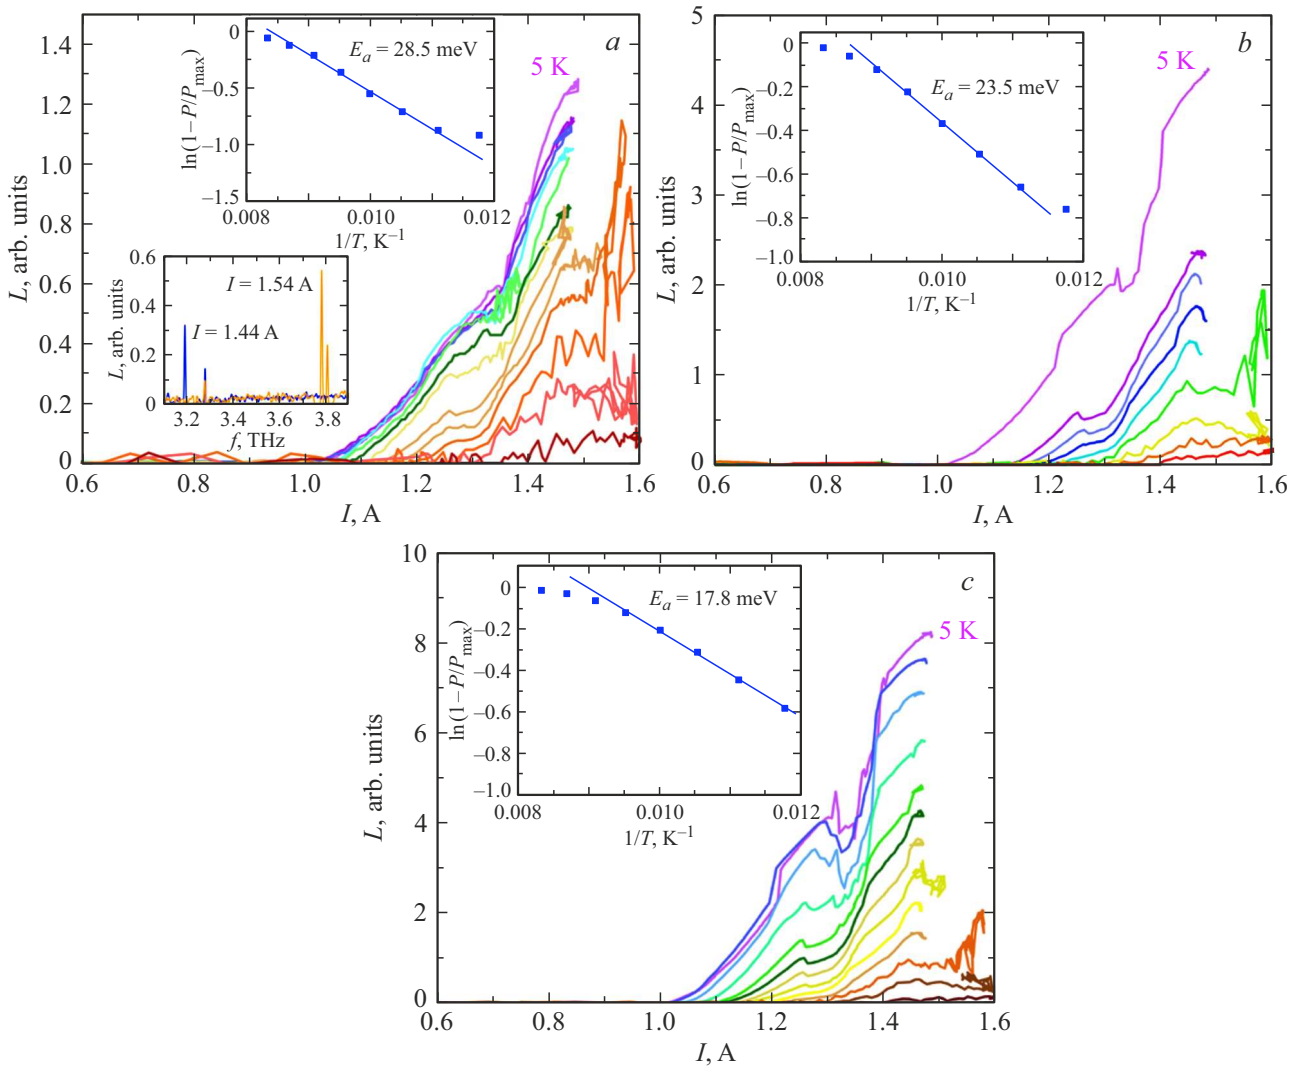 a
1.5
1.2
1.0
0.8
0.6
0.4
0.2
0
L, arb. units
0.6
0.8
1.0
1.2
1.4
1.6
I, A
5 K
Ea = 28.5 meV
0
−0.5
−1.0
−1.5
ln(1−P/Pmax)
0.008
0.010
0.012
1/T, K−1
0.6
0.4
0.2
0
L, arb. units
I = 1.54 A
I = 1.44 A
3.2
3.4
3.6
3.8
f, THz
b
5
4
3
2
1
0
L, arb. units
0.6
0.8
1.0
1.2
1.4
1.6
I, A
5 K
Ea = 23.5 meV
0
−0.2
−0.4
−0.6
−0.8
−1.0
ln(1−P/Pmax)
0.008
0.010
0.012
1/T, K−1
c
10
8
6
4
2
0
L, arb. units
0.6
0.8
1.0
1.2
1.4
1.6
I, A
5 K
Ea = 17.8 meV
0
−0.2
−0.4
−0.6
−0.8
−1.0
ln(1−P/Pmax)
0.008
0.010
0.012
1/T, K−1